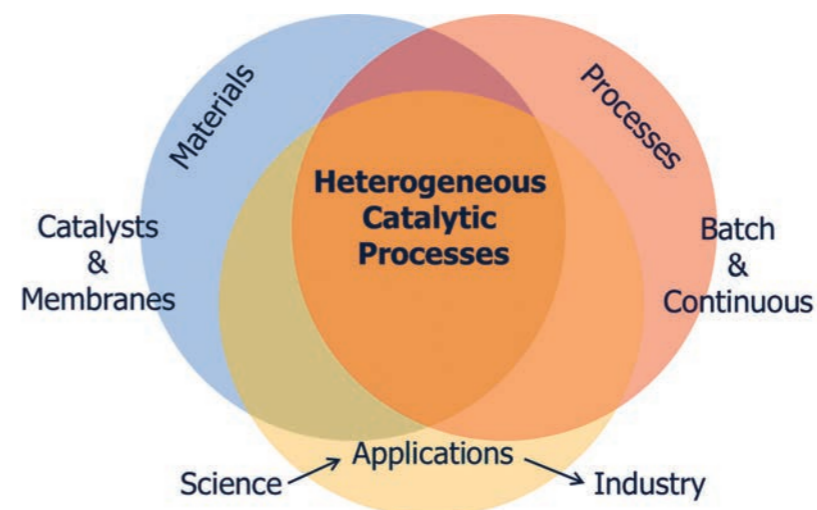 Materials
Processes
Heterogeneous
Catalytic
Processes
Catalysts
&
Membranes
Batch
&
Continuous
Applications
Science
Industry